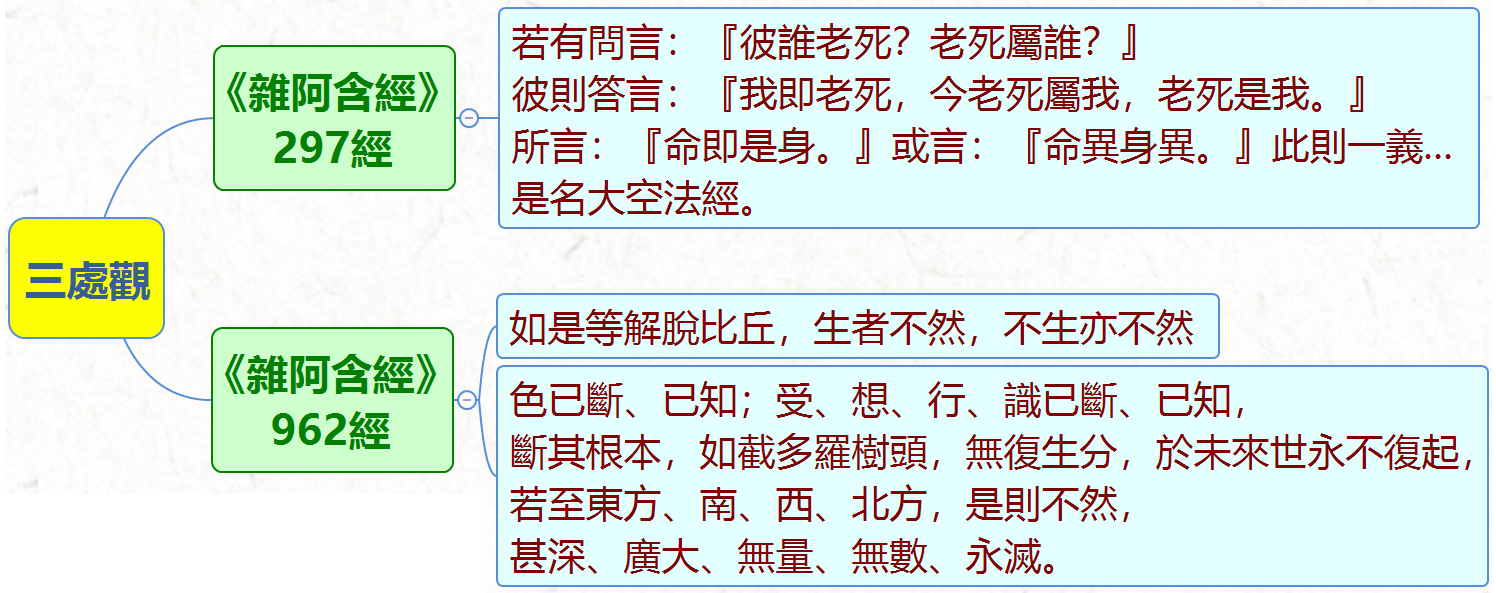 三處觀
《雜阿含經》
297經
若有問言：『彼誰老死？老死屬誰？』
彼則答言：『我即老死，今老死屬我，老死是我。』
所言：『命即是身。』或言：『命異身異。』此則一義...
是名大空法經。
《雜阿含經》
962經
如是等解脫比丘，生者不然，不生亦不然
色已斷、已知；受、想、行、識已斷、已知，
斷其根本，如截多羅樹頭，無復生分，於未來世永不復起，
若至東方、南、西、北方，是則不然，
甚深、廣大、無量、無數、永滅。